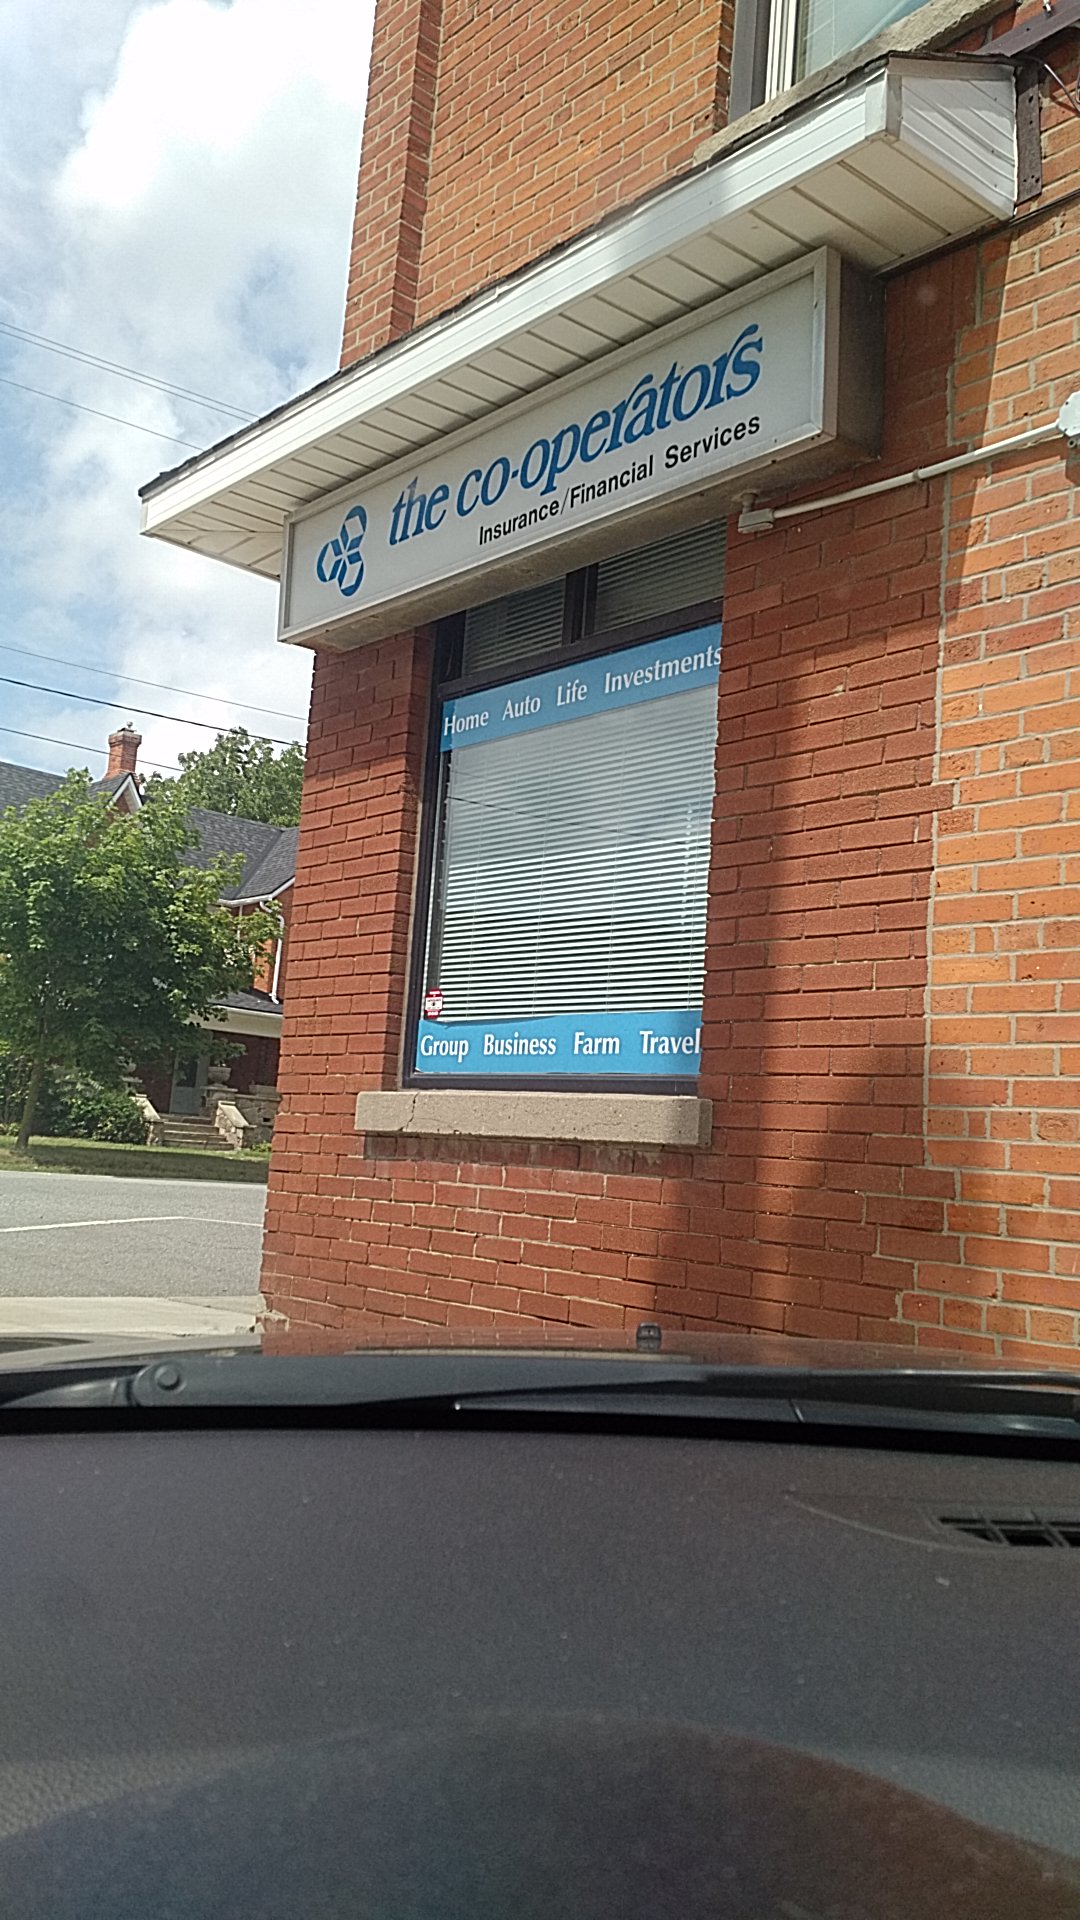 the co-operators
Insurance/Financial Services
Home Auto Life Investments
Group Business Farm Travel